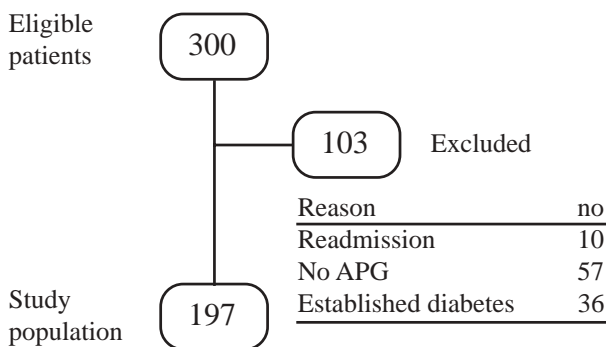 Eligible
patients
300
103
Excluded
Reason no
Readmission 10
No APG 57
Established diabetes 36
Study
population
197